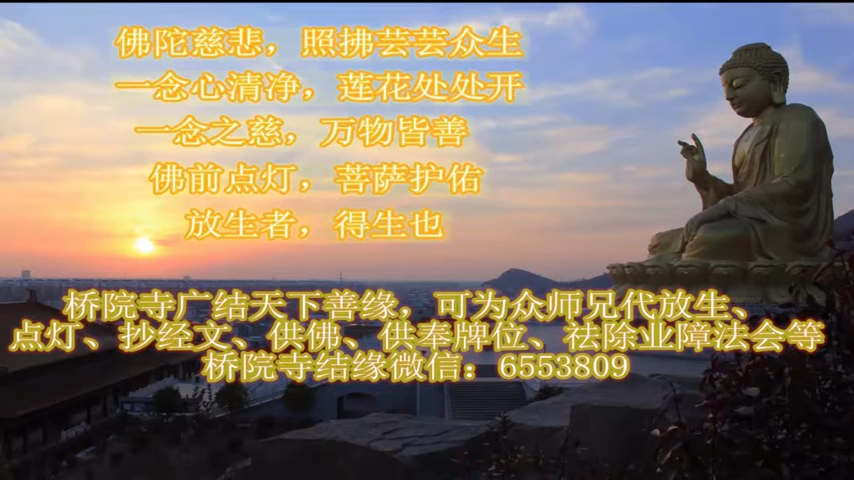 佛陀慈悲，照拂芸芸众生
一念心清净，莲花处处开
一念之慈，万物皆善
佛前点灯，菩萨护佑
放生者，得生也
桥院寺广结天下善缘，可为众师兄代放生、
点灯、抄经文、供佛、供奉牌位、祛除业障法会等
桥院寺结缘微信：6553809